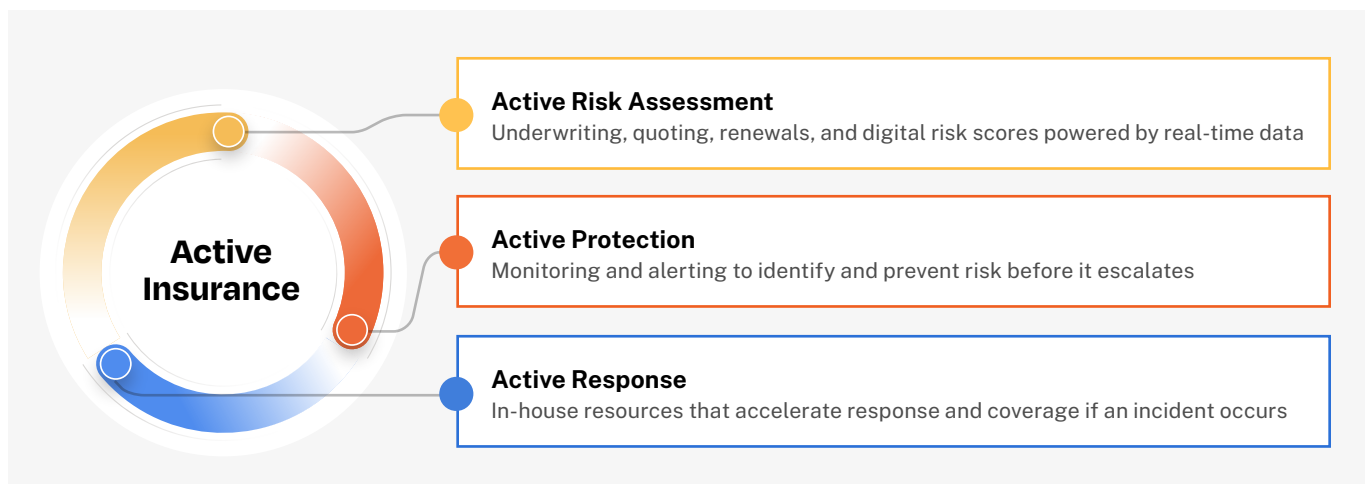 Active
Insurance
Active Risk Assessment
Underwriting, quoting, renewals, and digital risk scores powered by real-time data
Active Protection
Monitoring and alerting to identify and prevent risk before it escalates
Active Response
In-house resources that accelerate response and coverage if an incident occurs